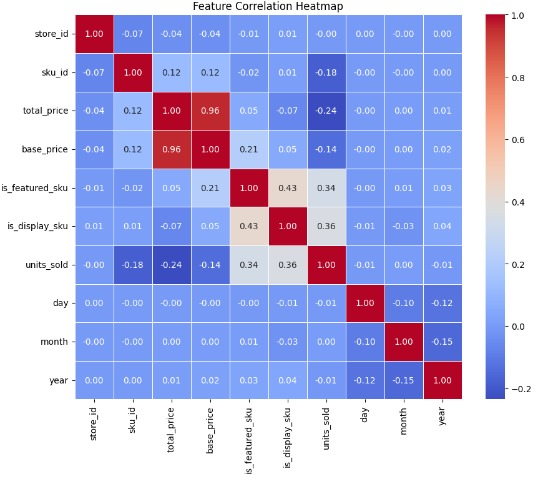 Feature Correlation Heatmap
store_id 1.00 -0.07 -0.04 -0.04 -0.01 0.01 -0.00 0.00 -0.00 0.00
sku_id -0.07 1.00 0.12 0.12 -0.02 0.01 -0.18 -0.00 -0.00 0.00
total_price -0.04 0.12 1.00 0.96 0.05 -0.07 -0.24 -0.00 -0.00 0.01
base_price -0.04 0.12 0.96 1.00 0.21 0.05 -0.14 -0.00 0.00 0.02
is_featured_sku -0.01 -0.02 0.05 0.21 1.00 0.43 0.34 -0.00 0.01 0.03
is_display_sku 0.01 0.01 -0.07 0.05 0.43 1.00 0.36 -0.01 -0.03 0.04
units_sold -0.00 -0.18 -0.24 -0.14 0.34 0.36 1.00 -0.01 0.00 -0.01
day 0.00 -0.00 -0.00 -0.00 -0.00 -0.01 -0.01 1.00 -0.10 -0.12
month -0.00 -0.00 -0.00 0.00 0.01 -0.03 0.00 -0.10 1.00 -0.15
year 0.00 0.00 0.01 0.02 0.03 0.04 -0.01 -0.12 -0.15 1.00
store_id
sku_id
total_price
base_price
is_featured_sku
is_display_sku
units_sold
day
month
year
1.0
0.8
0.6
0.4
0.2
0.0
−0.2